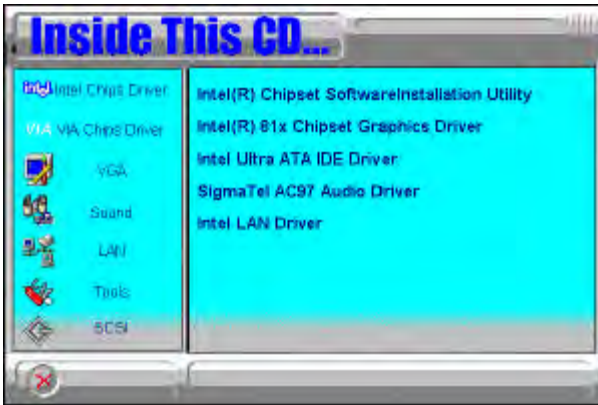 Inside This CD...
intel Intel Chips Driver
VIA VIA Chips Driver
VGA
Sound
LAN
Tools
SCSI
Intel(R) Chipset SoftwareInstallation Utility
Intel(R) 81x Chipset Graphics Driver
Intel Ultra ATA IDE Driver
SigmaTel AC97 Audio Driver
Intel LAN Driver